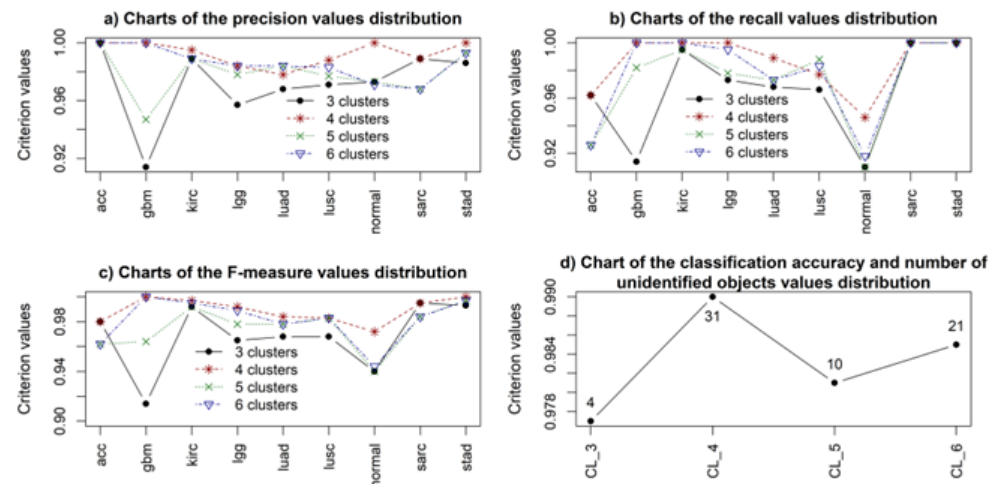 a) Charts of the precision values distribution
Criterion values
1.00
0.96
0.92
3 clusters
4 clusters
5 clusters
6 clusters
acc
gbm
kirc
lgg
luad
lusc
normal
sarc
stad
b) Charts of the recall values distribution
Criterion values
1.00
0.96
0.92
3 clusters
4 clusters
5 clusters
6 clusters
acc
gbm
kirc
lgg
luad
lusc
normal
sarc
stad
c) Charts of the F-measure values distribution
Criterion values
0.98
0.94
0.90
3 clusters
4 clusters
5 clusters
6 clusters
acc
gbm
kirc
lgg
luad
lusc
normal
sarc
stad
d) Chart of the classification accuracy and number of
unidentified objects values distribution
Criterion values
0.990
0.984
0.978
4
31
10
21
CL_3
CL_4
CL_5
CL_6